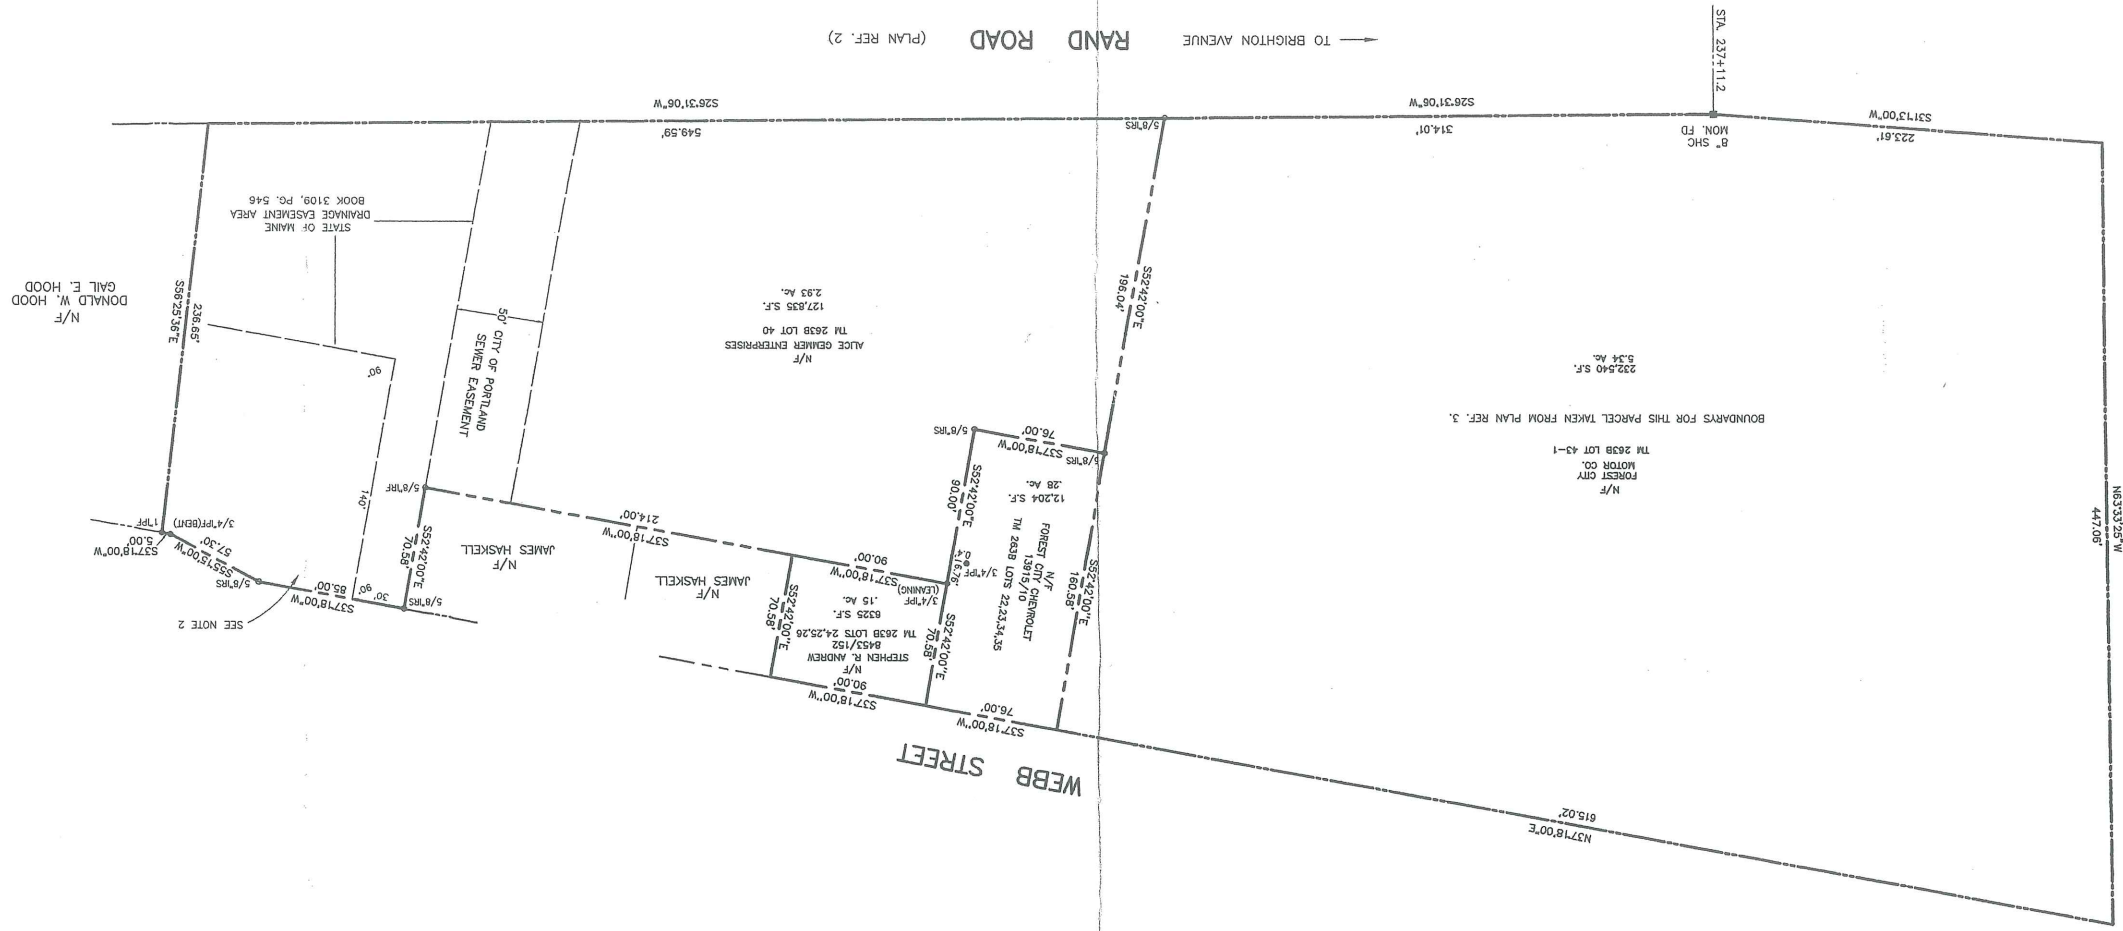 N37°18'00"E
615.02'
WEBB STREET
S37°18'00"W
76.00'
S37°18'00"W
90.00'
N/F
STEPHEN R. ANDREW
8453/152
TM 263B LOTS 24,25,26
6325 S.F.
.15 Ac.
S52°42'00"E
70.58'
S52°42'00"E
70.58'
S52°42'00"E
160.58'
N/F
FOREST CITY CHEVROLET
13915/10
TM 263B LOTS 22,23,34,35
12,204 S.F.
.28 Ac.
3/4"IPF
(LEANING)
3/4"IPF
6.76'
0.4'
S37°18'00"W
90.00'
S52°42'00"E
90.00'
5/8"IRS
S37°18'00"W
76.00'
5/8"IRS
N/F
JAMES HASKELL
S37°18'00"W
214.00'
N/F
JAMES HASKELL
SEE NOTE 2
5/8"IRS
30'
90°
S37°18'00"W
85.00'
5/8"IRS
S55°15'00"W
57.30'
3/4"IPF(BENT)
S37°18'00"W
5.00'
1"IPF
S52°42'00"E
70.58'
5/8"IRF
140'
90°
N63°33'25"W
447.06'
N/F
FOREST CITY
MOTOR CO.
TM 263B LOT 43-1
BOUNDARYS FOR THIS PARCEL TAKEN FROM PLAN REF. 3.
232,540 S.F.
5.34 Ac.
S52°42'00"E
196.04'
N/F
ALICE GEMMER ENTERPRISES
TM 263B LOT 40
127,835 S.F.
2.93 Ac.
50' CITY OF PORTLAND
SEWER EASEMENT
STATE OF MAINE
DRAINAGE EASEMENT AREA
BOOK 3109, PG. 546
S56°25'36"E
236.65'
N/F
DONALD W. HOOD
GAIL E. HOOD
223.61'
S31°13'00"W
8" SHC
MON. FD
STA. 237+11.2
314.01'
S26°31'06"W
5/8"IRS
549.59'
S26°31'06"W
TO BRIGHTON AVENUE
RAND ROAD
(PLAN REF. 2)